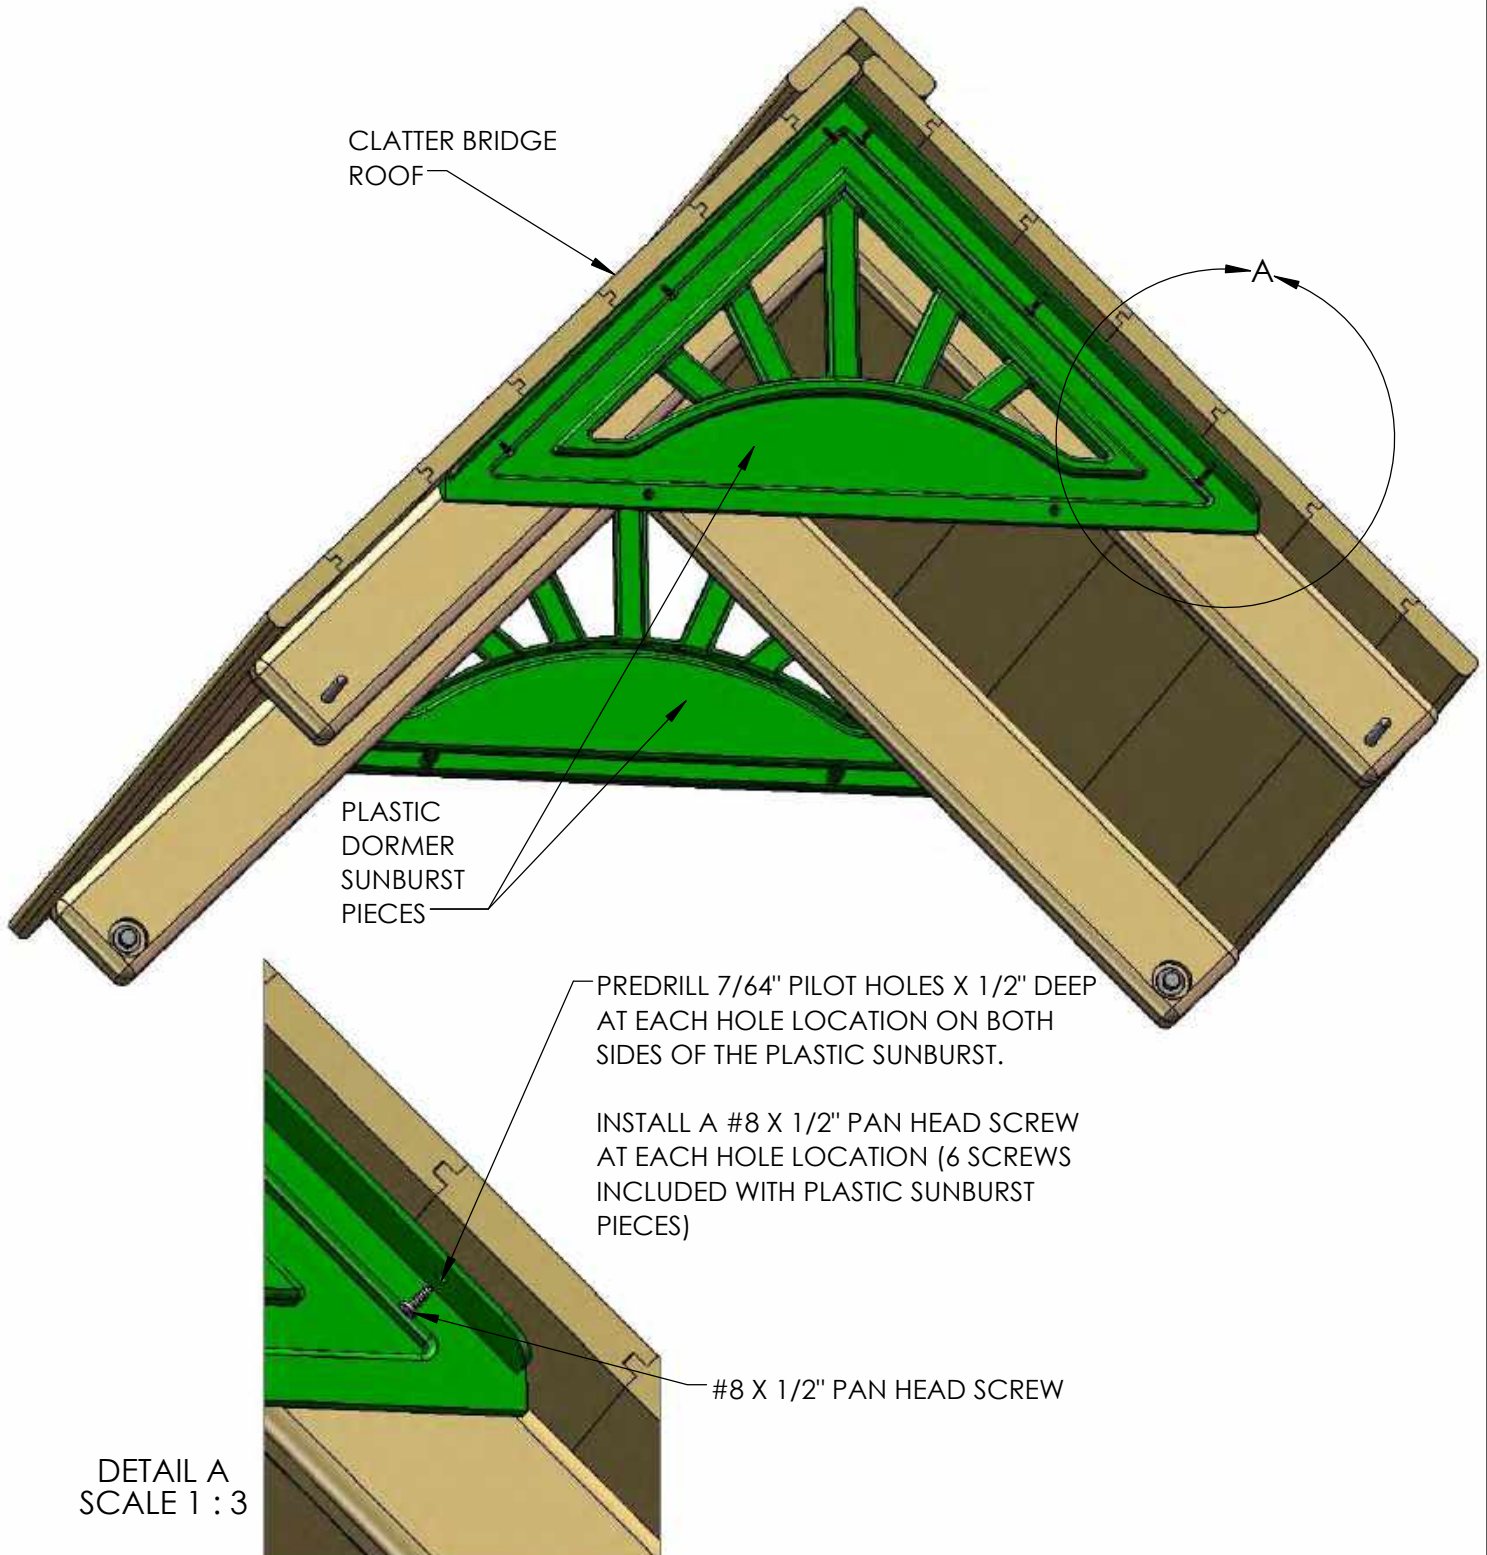 CLATTER BRIDGE
ROOF
A
PLASTIC
DORMER
SUNBURST
PIECES
PREDRILL 7/64" PILOT HOLES X 1/2" DEEP
AT EACH HOLE LOCATION ON BOTH
SIDES OF THE PLASTIC SUNBURST.
INSTALL A #8 X 1/2" PAN HEAD SCREW
AT EACH HOLE LOCATION (6 SCREWS
INCLUDED WITH PLASTIC SUNBURST
PIECES)
#8 X 1/2" PAN HEAD SCREW
DETAIL A
SCALE 1 : 3